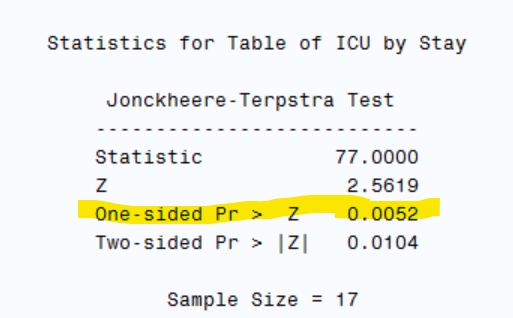 Statistics for Table of ICU by Stay
Jonckheere-Terpstra Test
----------------------------
Statistic 77.0000
Z 2.5619
One-sided Pr > Z 0.0052
Two-sided Pr > |Z| 0.0104
Sample Size = 17